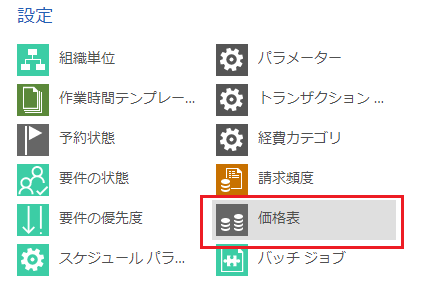 設定
組織単位
パラメーター
作業時間テンプレー...
トランザクション ...
予約状態
経費カテゴリ
要件の状態
請求頻度
要件の優先度
価格表
スケジュール パラ...
バッチ ジョブ